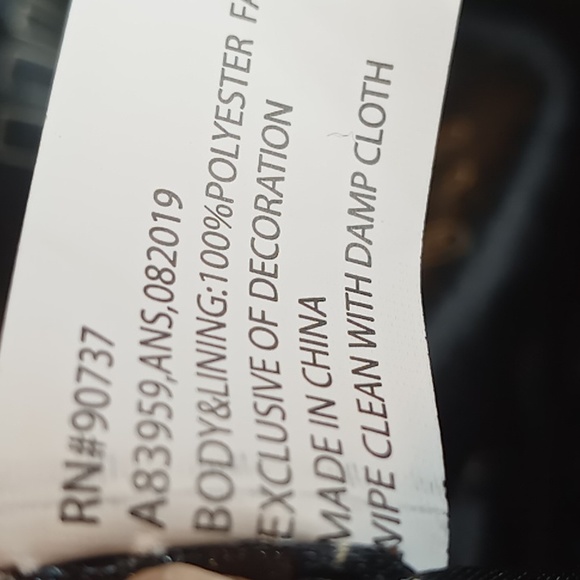 RN#90737
A83959,ANS,082019
BODY&LINING:100%POLYESTER
EXCLUSIVE OF DECORATION
MADE IN CHINA
WIPE CLEAN WITH DAMP CLOTH